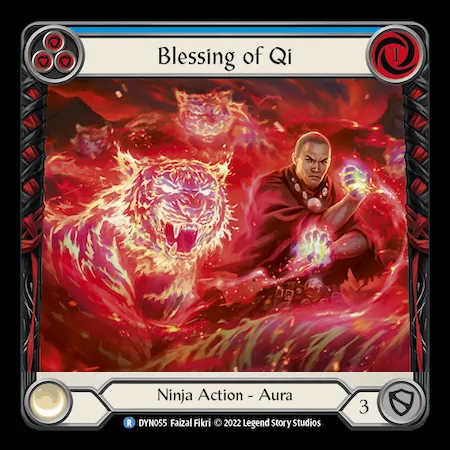 Blessing of Qi
1
Ninja Action - Aura
3
R DYN055 Faizal Fikri © 2022 Legend Story Studios